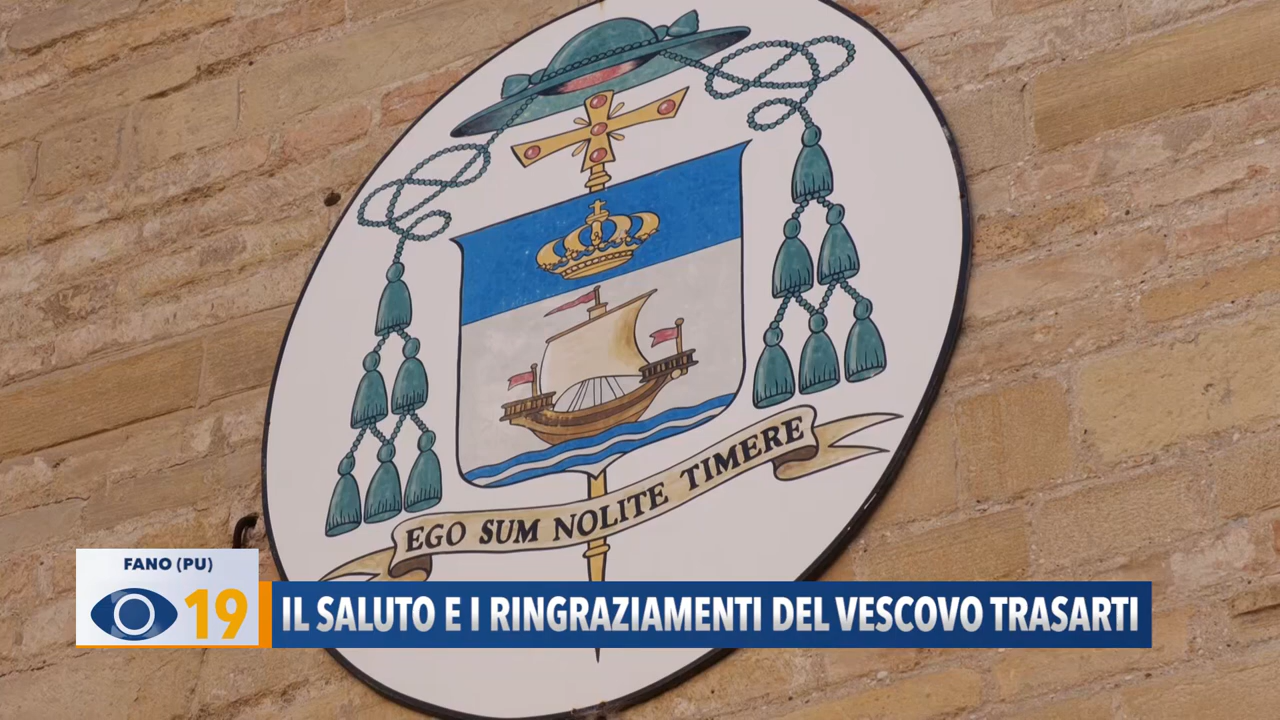 EGO SUM NOLITE TIMERE
FANO (PU)
19
IL SALUTO E I RINGRAZIAMENTI DEL VESCOVO TRASARTI